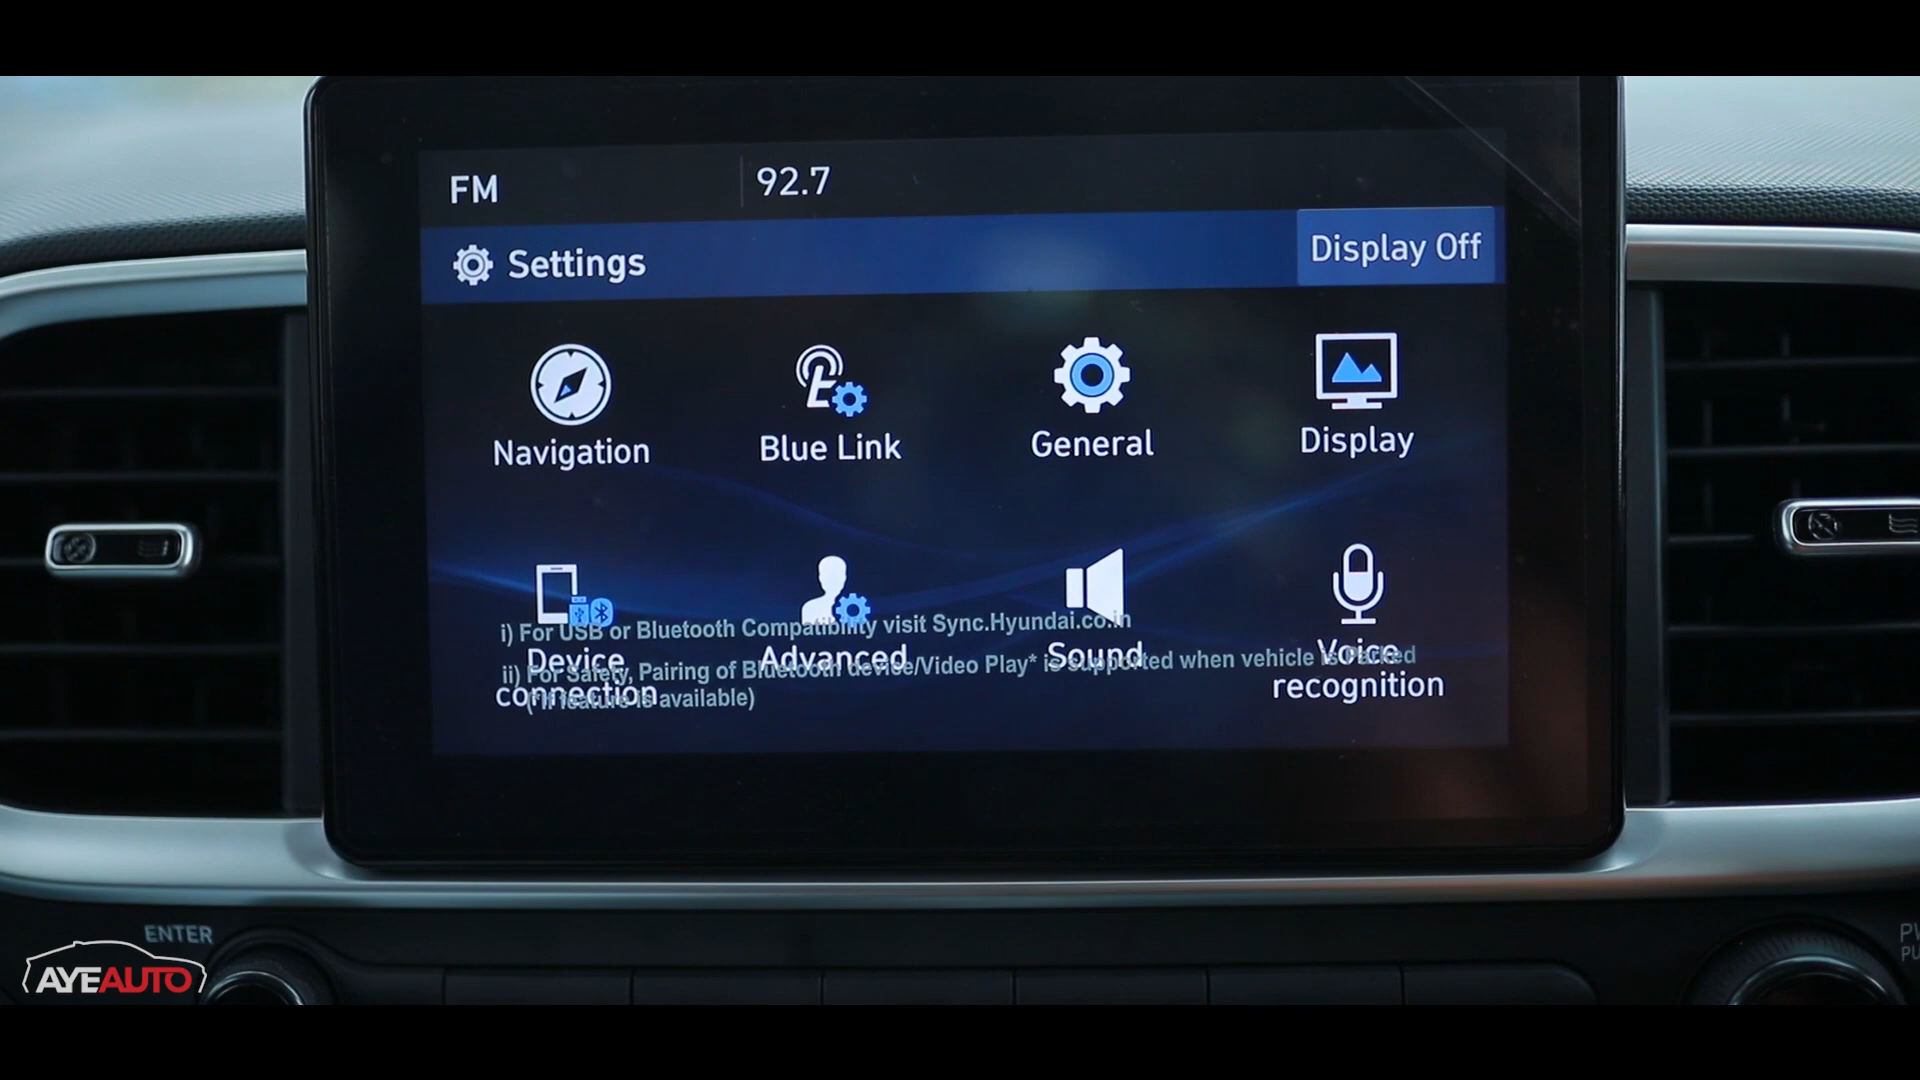 FM
92.7
Settings
Display Off
Navigation
Blue Link
General
Display
Device
connection
Advanced
Sound
Voice
recognition
i) For USB or Bluetooth Compatibility visit Sync.Hyundai.co.in
ii) For Safety, Pairing of Bluetooth device/Video Play* is supported when vehicle is Parked
(*If feature is available)
ENTER
AYEAUTO